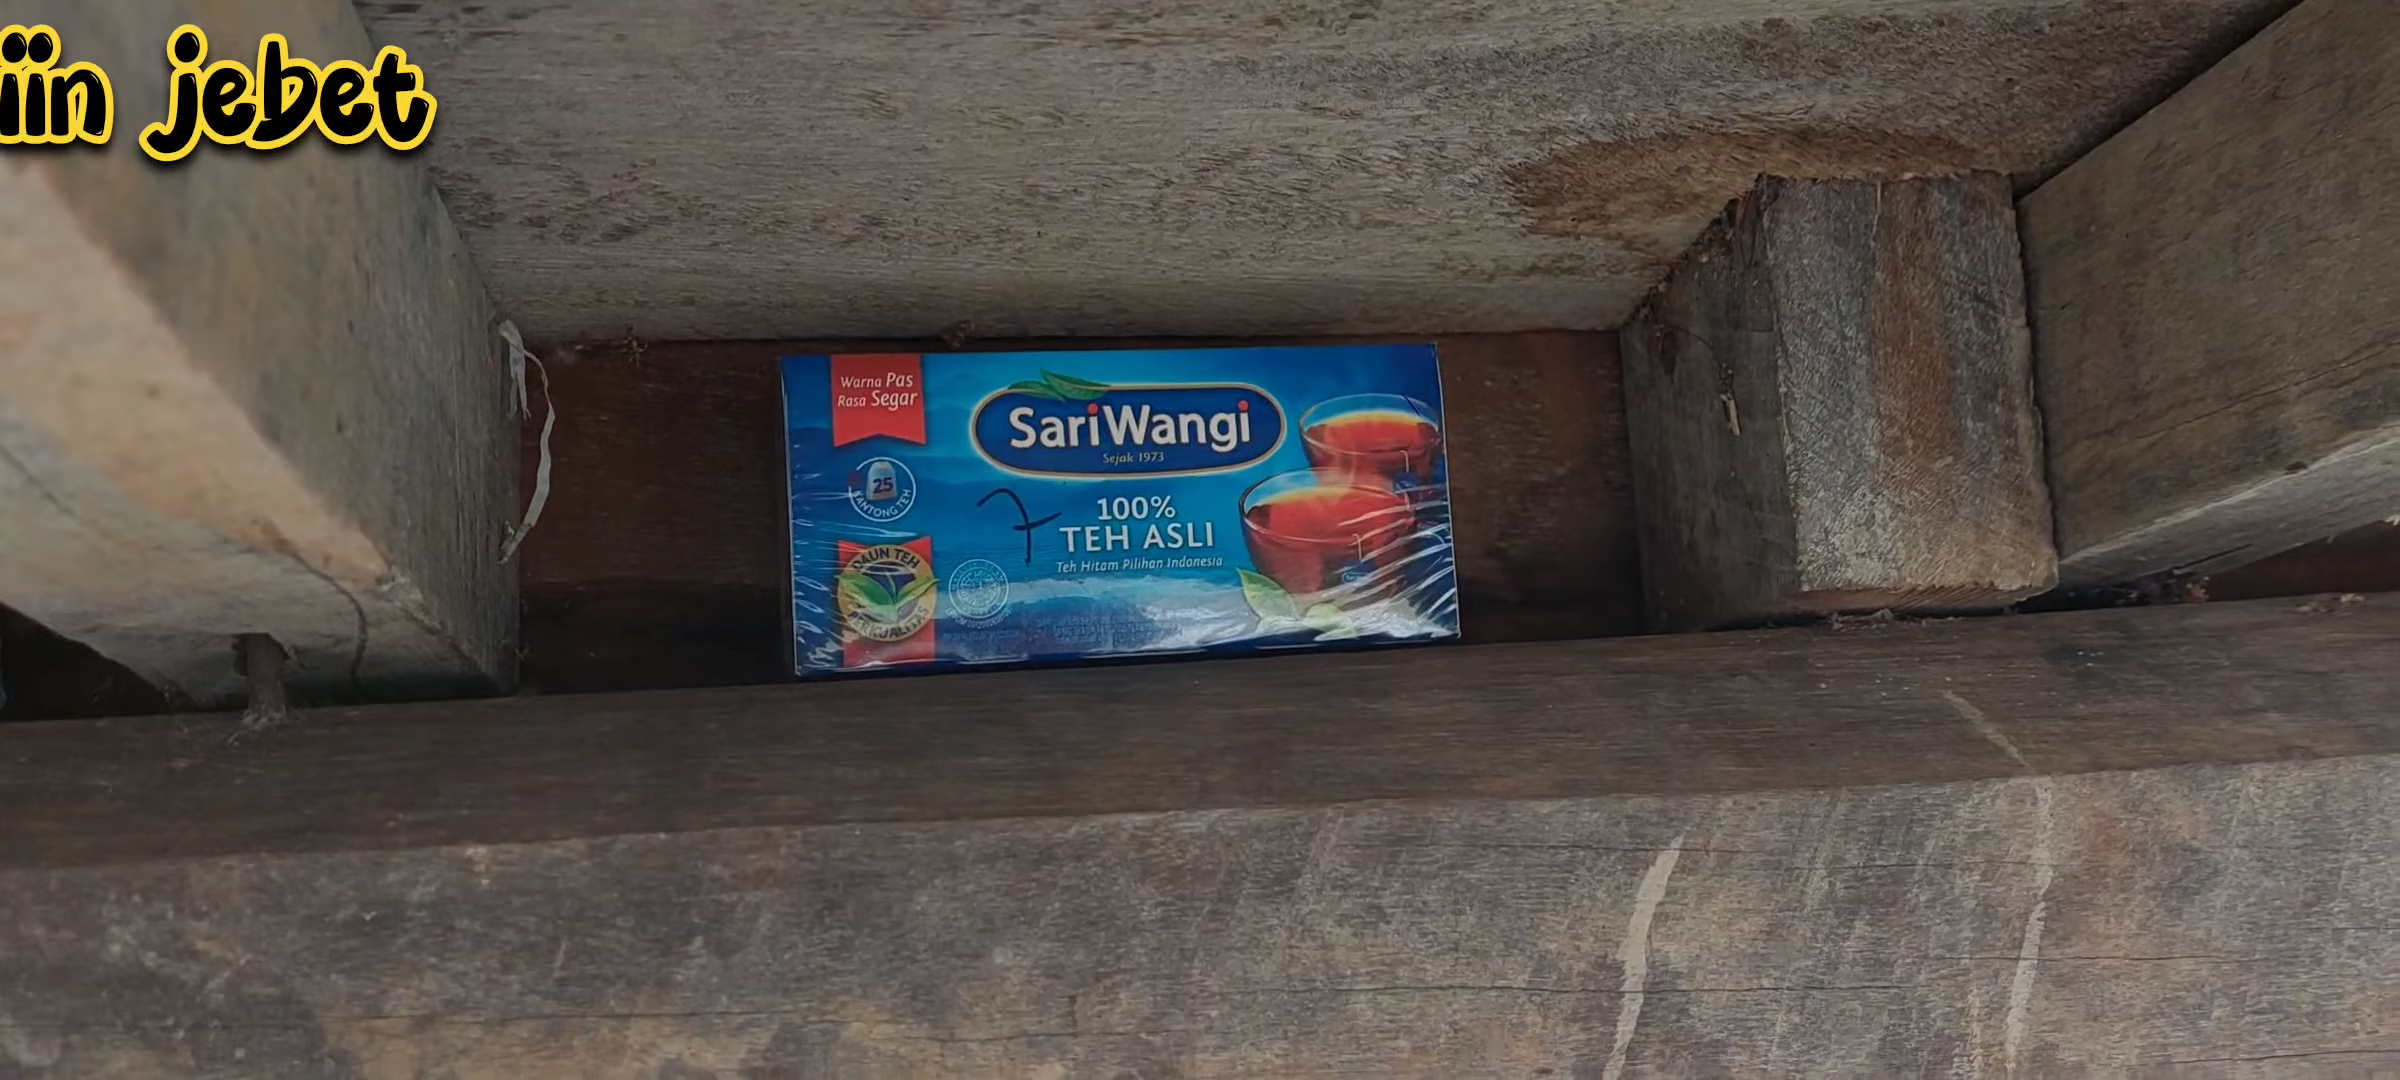 iin jebet
Warna Pas
Rasa Segar
SariWangi
Sejak 1973
25
KANTONG TEH
7
100%
TEH ASLI
Teh Hitam Pilihan Indonesia
DAUN TEH
BERKUALITAS